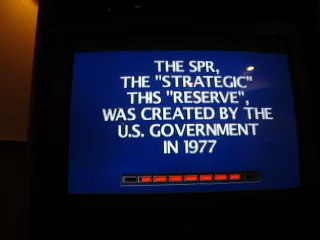 THE SPR,
THE "STRATEGIC"
THIS "RESERVE",
WAS CREATED BY THE
U.S. GOVERNMENT
IN 1977